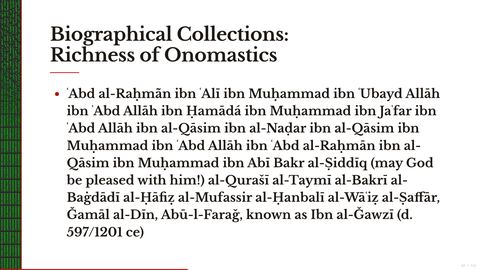 Biographical Collections:
Richness of Onomastics
• ʿAbd al-Raḥmãn ibn ʿAlī ibn Muḥammad ibn ʿUbayd Allāh
ibn ʿAbd Allāh ibn Ḥamādá ibn Muḥammad ibn Jaʿfar ibn
ʿAbd Allāh ibn al-Qāsim ibn al-Naḍar ibn al-Qāsim ibn
Muḥammad ibn ʿAbd Allāh ibn ʿAbd al-Raḥmān ibn al-
Qāsim ibn Muḥammad ibn Abī Bakr al-Ṣiddīq (may God
be pleased with him!) al-Qurašī al-Taymī al-Bakrī al-
Baġdādī al-Ḥāfiẓ al-Mufassir al-Ḥanbalī al-Wāʿiẓ al-Ṣaffār,
Ǧamāl al-Dīn, Abū-l-Faraǧ, known as Ibn al-Ǧawzī (d.
597/1201 ce)